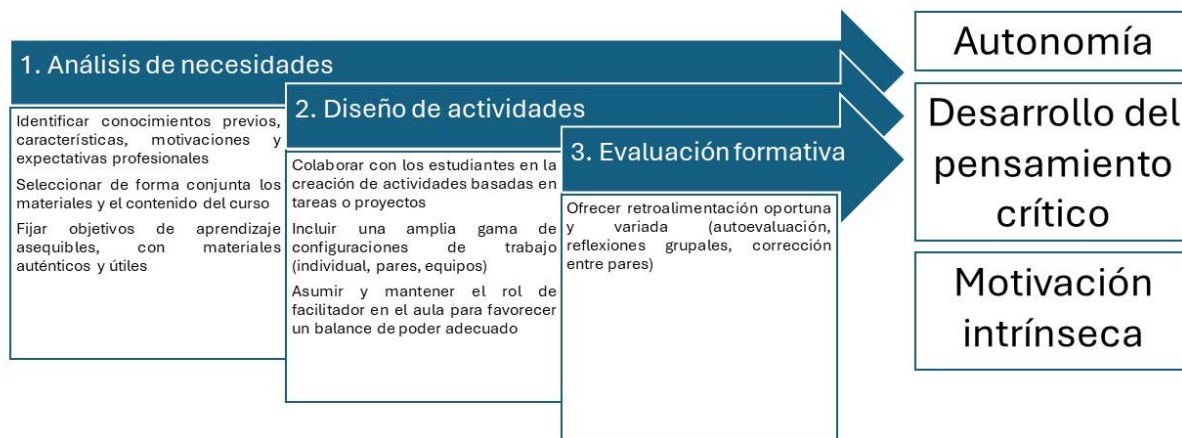 1. Análisis de necesidades
Identificar conocimientos previos,
características, motivaciones y
expectativas profesionales
Seleccionar de forma conjunta los
materiales y el contenido del curso
Fijar objetivos de aprendizaje
asequibles, con materiales
auténticos y útiles
2. Diseño de actividades
Colaborar con los estudiantes en la
creación de actividades basadas en
tareas o proyectos
Incluir una amplia gama de
configuraciones de trabajo
(individual, pares, equipos)
Asumir y mantener el rol de
facilitador en el aula para favorecer
un balance de poder adecuado
3. Evaluación formativa
Ofrecer retroalimentación oportuna
y variada (autoevaluación,
reflexiones grupales, corrección
entre pares)
Autonomía
Desarrollo del
pensamiento
crítico
Motivación
intrínseca